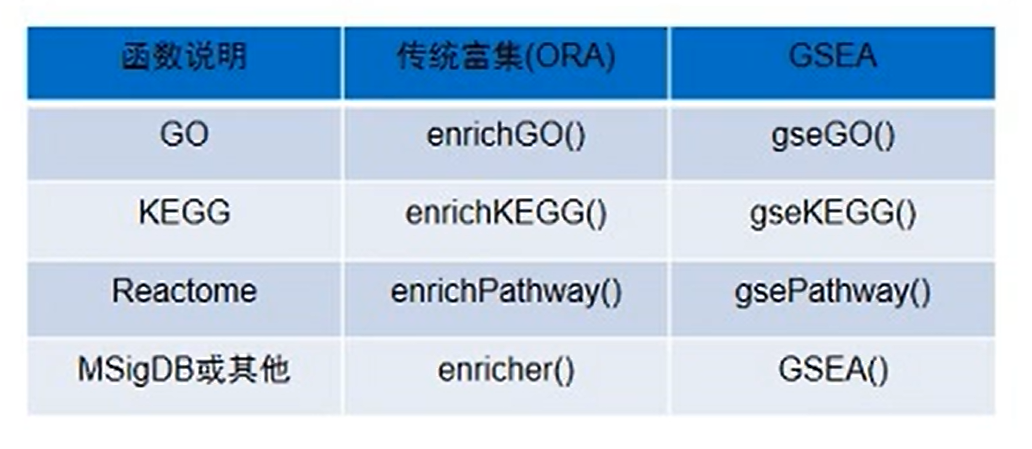 函数说明 传统富集(ORA) GSEA
GO enrichGO() gseGO()
KEGG enrichKEGG() gseKEGG()
Reactome enrichPathway() gsePathway()
MSigDB或其他 enricher() GSEA()